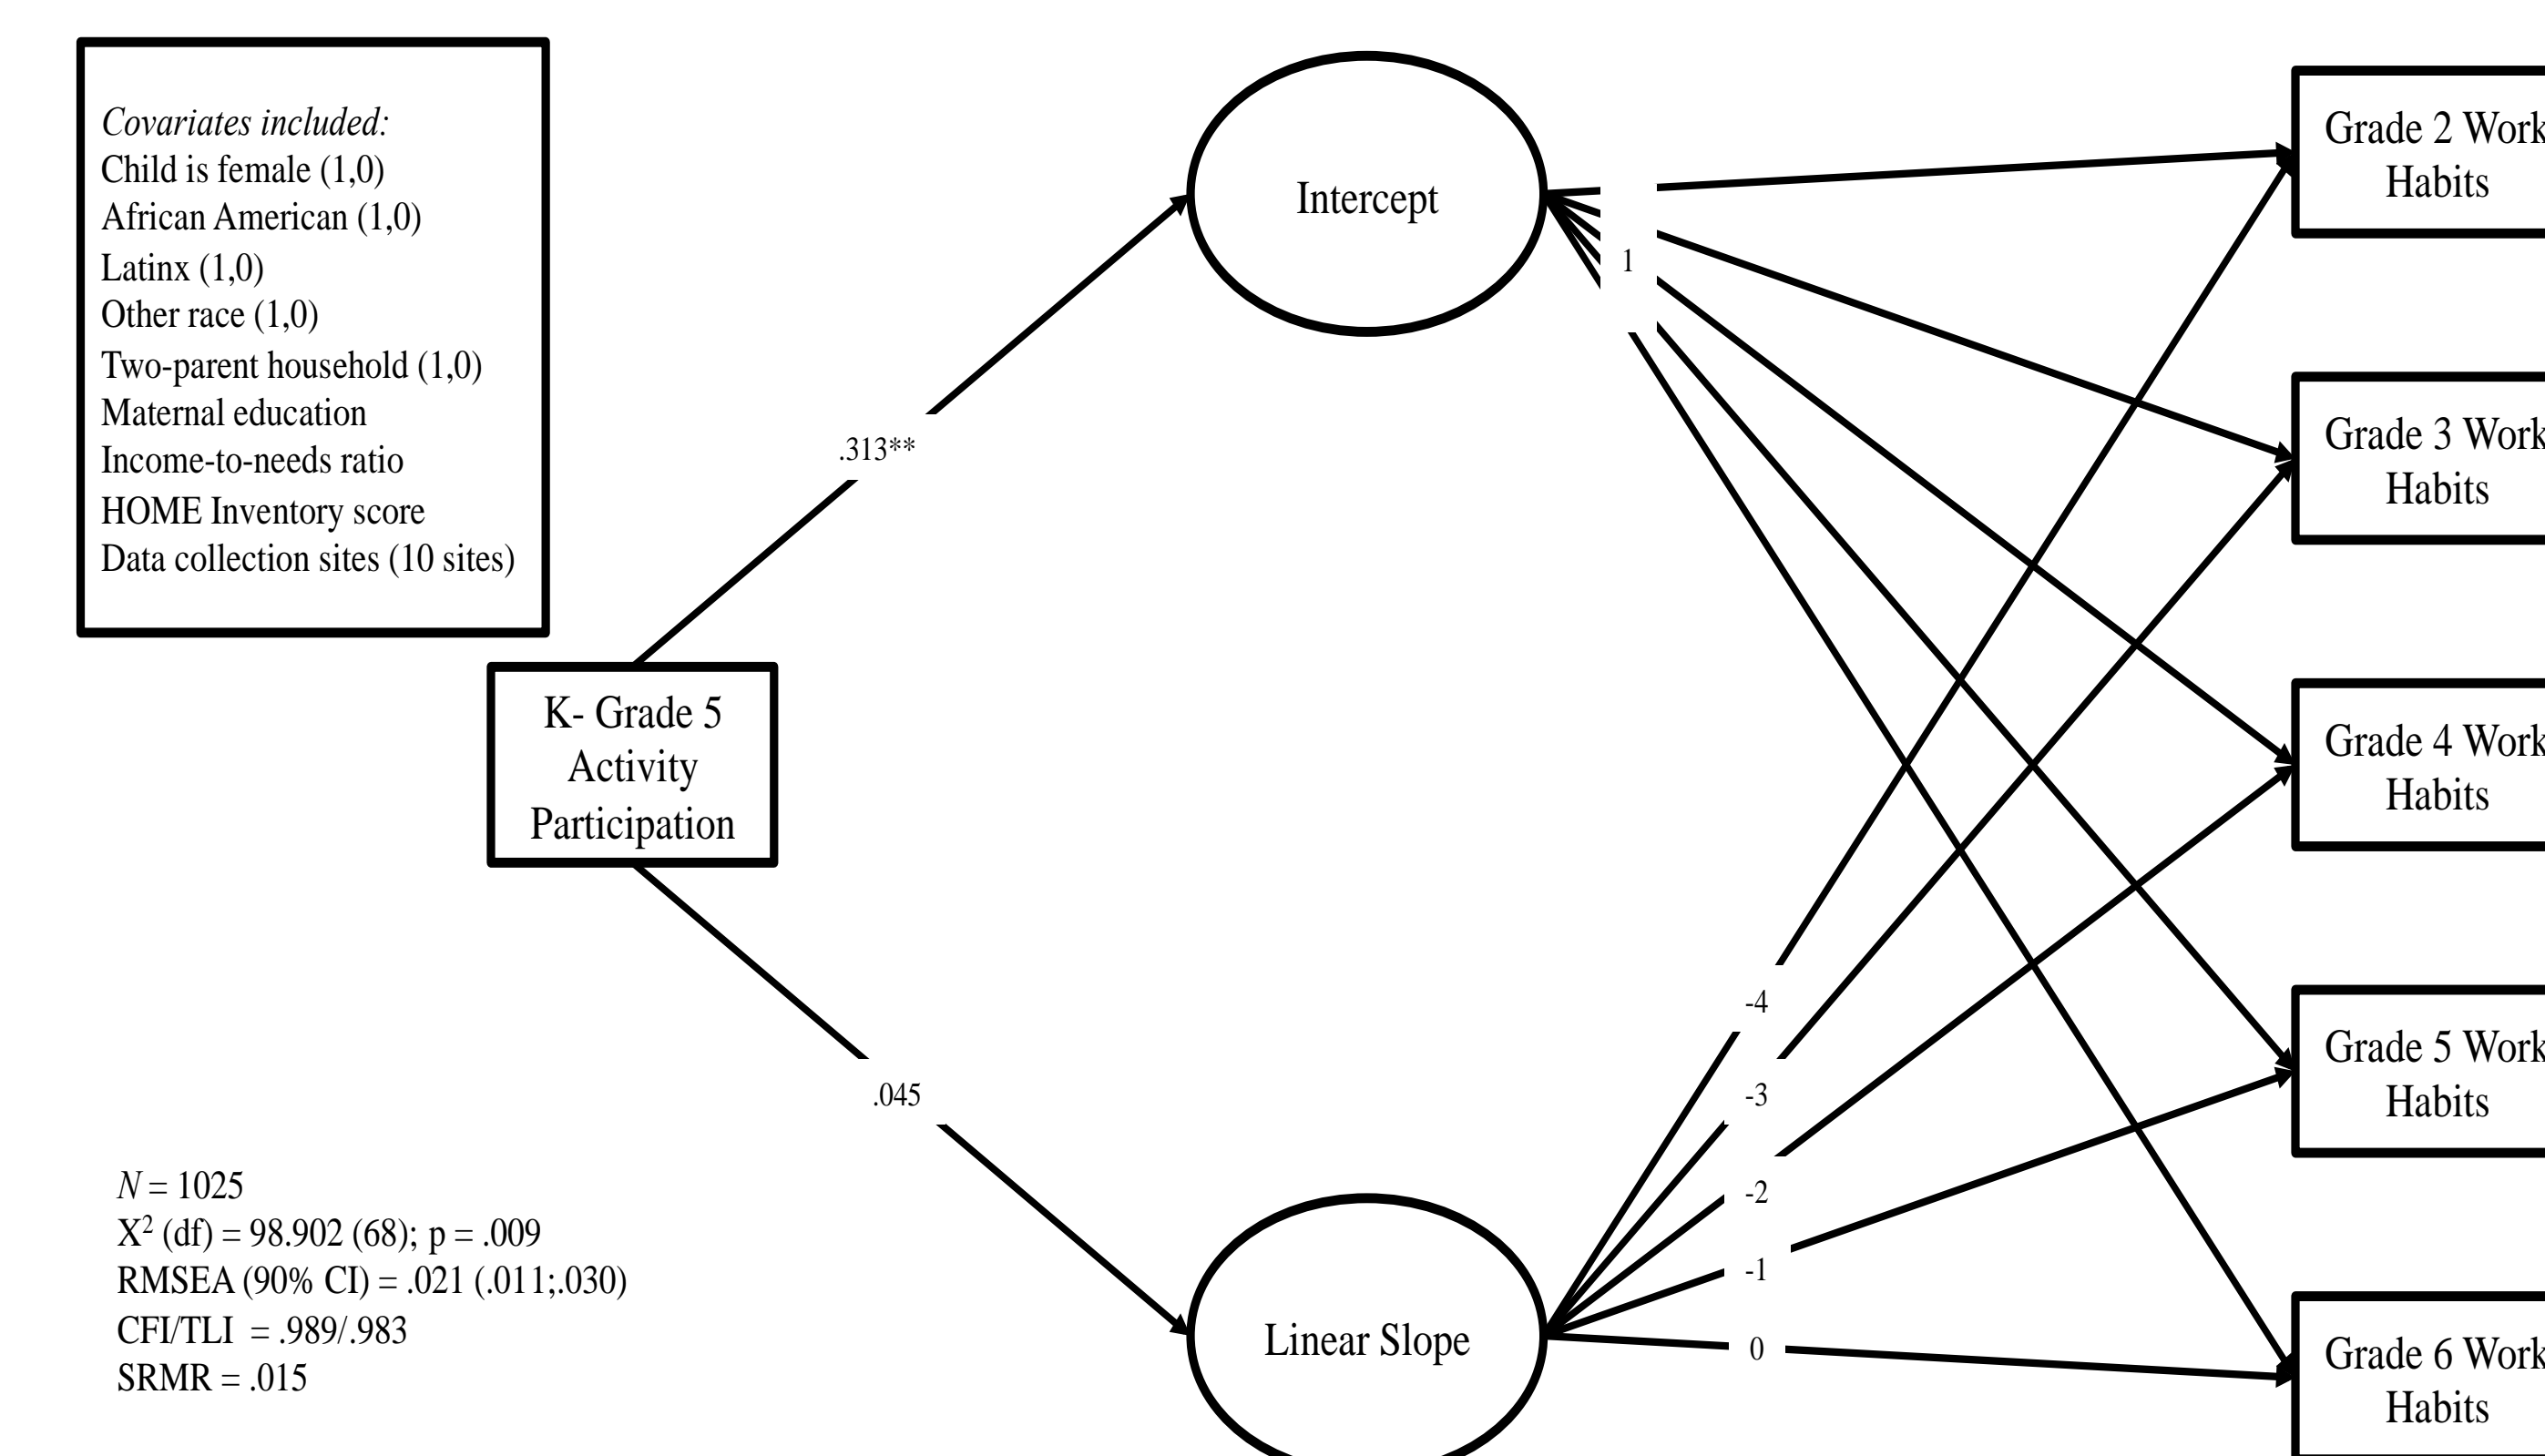 Covariates included:
Child is female (1,0)
African American (1,0)
Latinx (1,0)
Other race (1,0)
Two-parent household (1,0)
Maternal education
Income-to-needs ratio
HOME Inventory score
Data collection sites (10 sites)
K- Grade 5
Activity
Participation
.313**
.045
Intercept
Linear Slope
1
-4
-3
-2
-1
0
Grade 2 Work
Habits
Grade 3 Work
Habits
Grade 4 Work
Habits
Grade 5 Work
Habits
Grade 6 Work
Habits
N = 1025
X² (df) = 98.902 (68); p = .009
RMSEA (90% CI) = .021 (.011;.030)
CFI/TLI = .989/.983
SRMR = .015